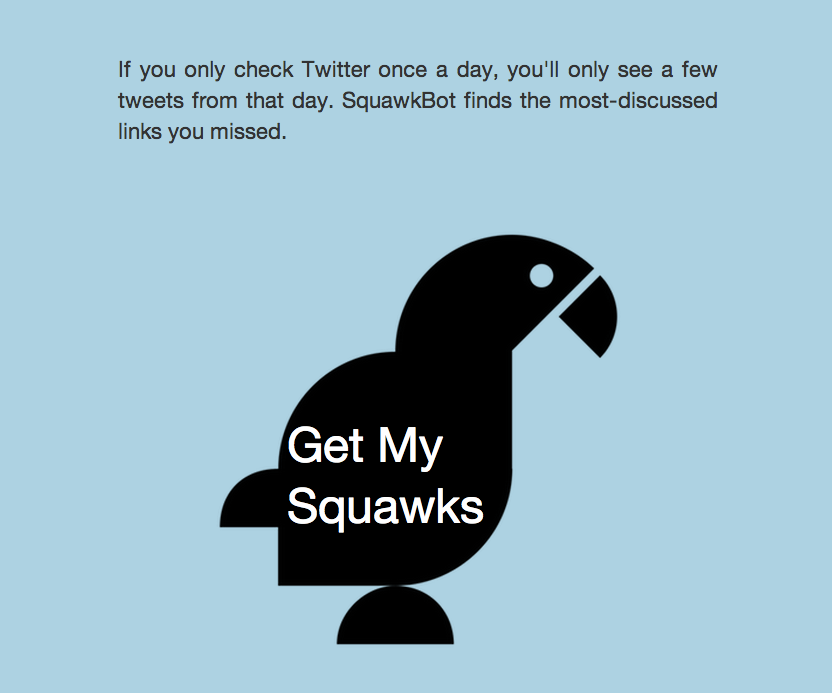 If you only check Twitter once a day, you'll only see a few
tweets from that day. SquawkBot finds the most-discussed
links you missed.
Get My
Squawks